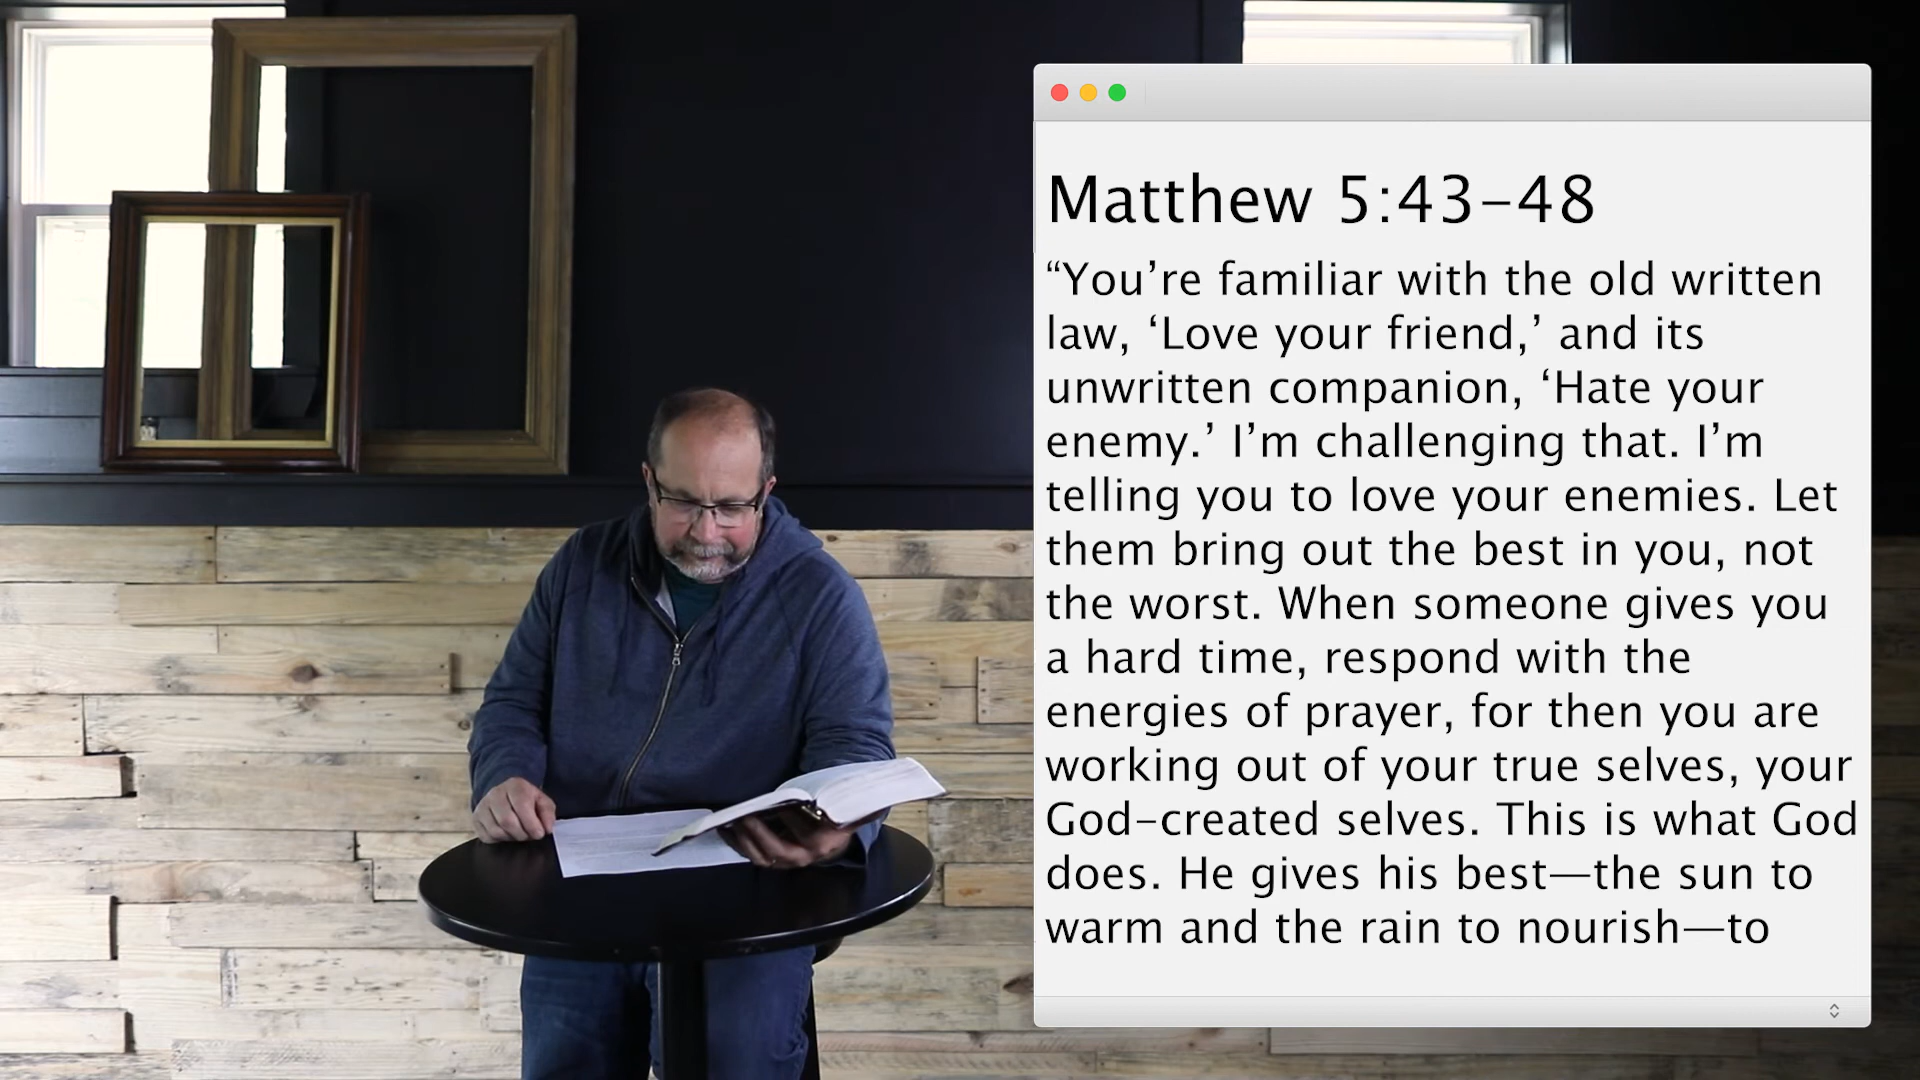 Matthew 5:43-48
“You’re familiar with the old written
law, ‘Love your friend,’ and its
unwritten companion, ‘Hate your
enemy.’ I’m challenging that. I’m
telling you to love your enemies. Let
them bring out the best in you, not
the worst. When someone gives you
a hard time, respond with the
energies of prayer, for then you are
working out of your true selves, your
God-created selves. This is what God
does. He gives his best—the sun to
warm and the rain to nourish—to